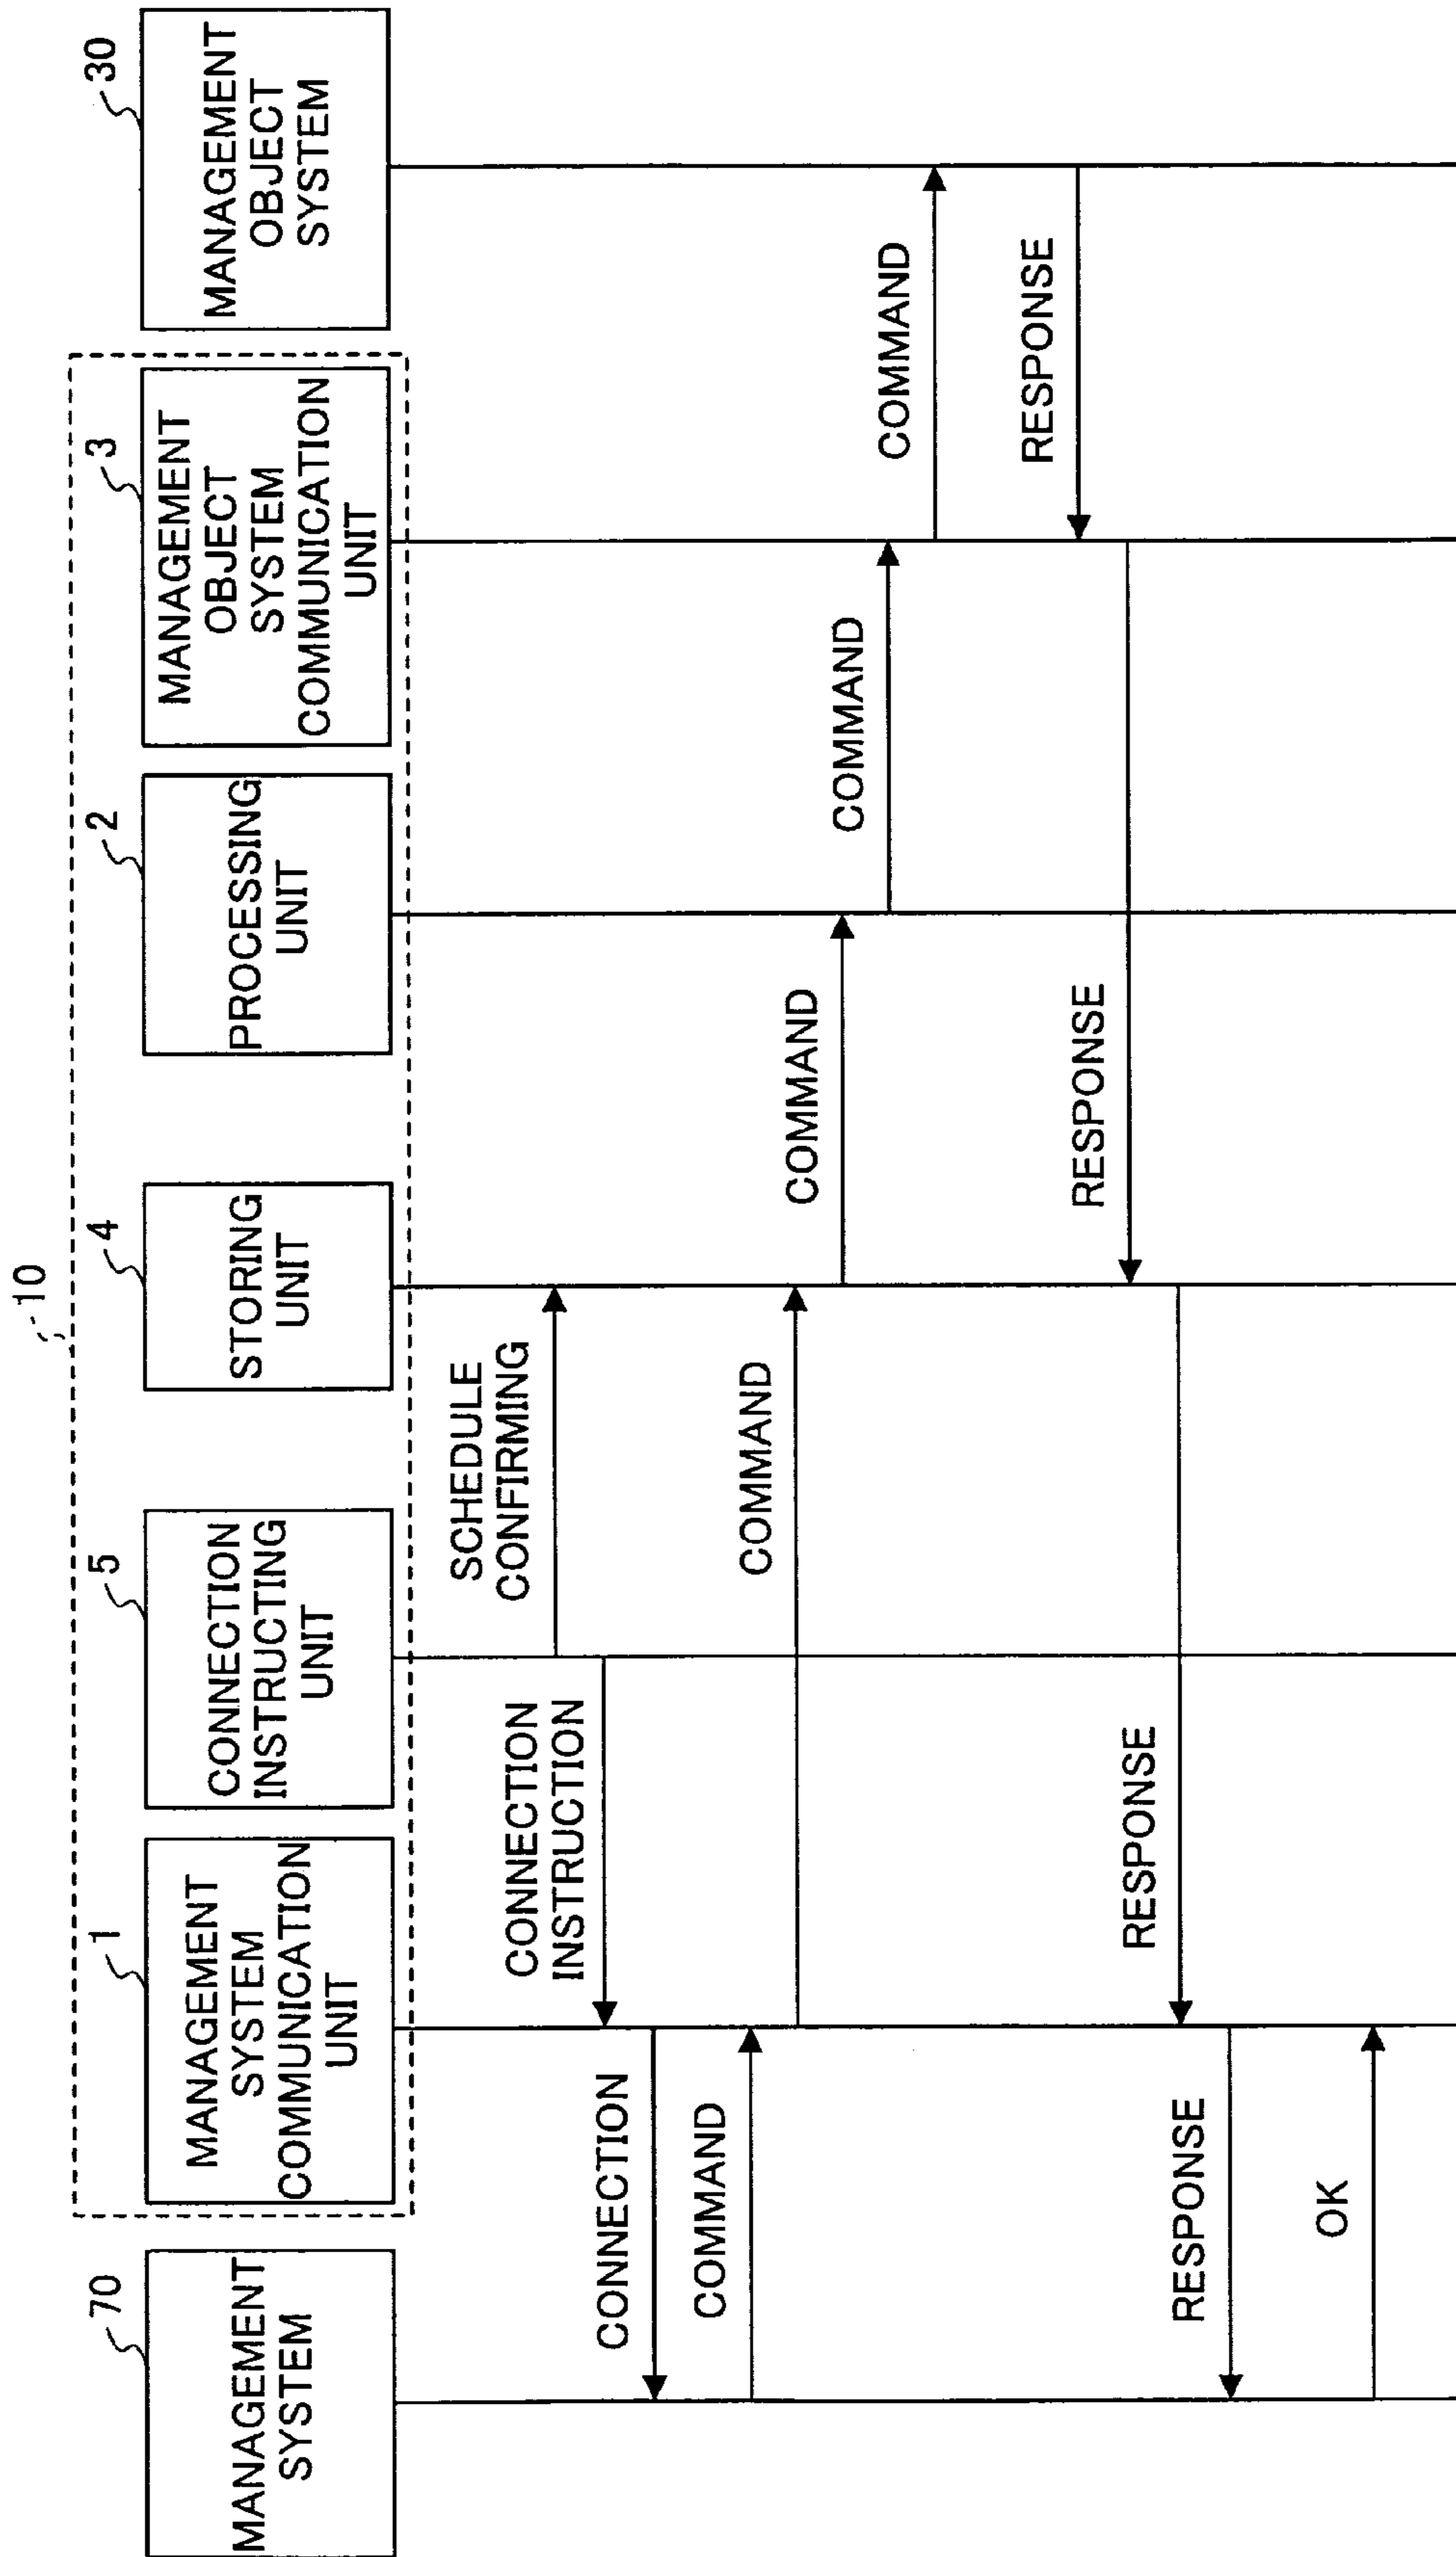 10
70
1
5
4
2
3
30
MANAGEMENT
SYSTEM
MANAGEMENT
SYSTEM
COMMUNICATION
UNIT
CONNECTION
INSTRUCTING
UNIT
STORING
UNIT
PROCESSING
UNIT
MANAGEMENT
OBJECT
SYSTEM
COMMUNICATION
UNIT
MANAGEMENT
OBJECT
SYSTEM
SCHEDULE
CONFIRMING
CONNECTION
INSTRUCTION
CONNECTION
COMMAND
COMMAND
COMMAND
COMMAND
COMMAND
RESPONSE
RESPONSE
RESPONSE
RESPONSE
OK